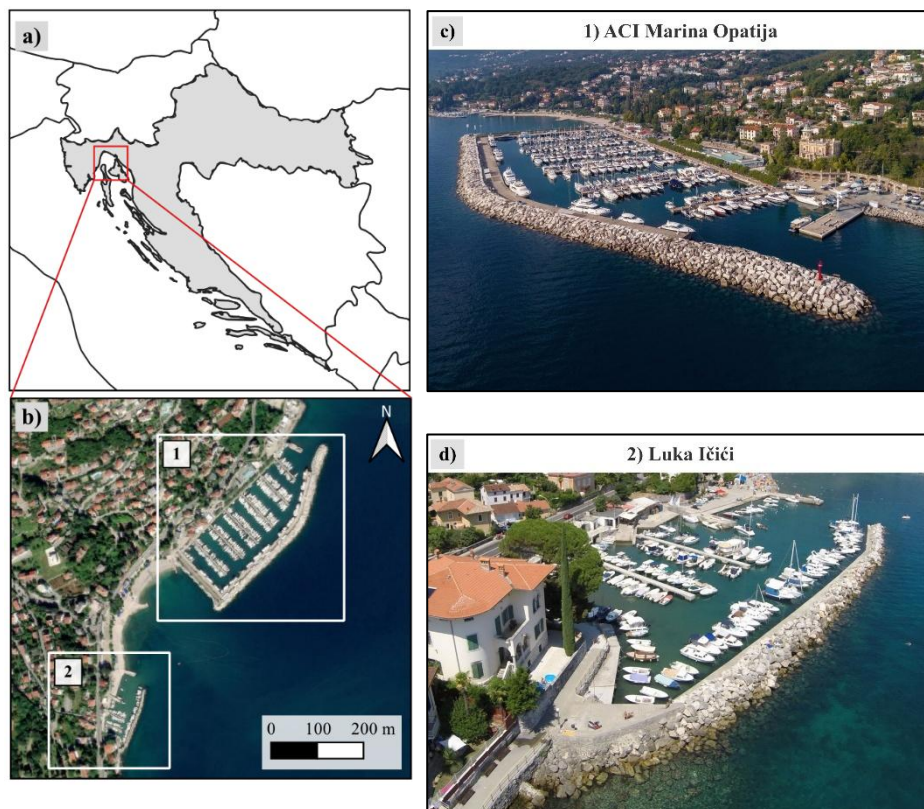 a)
b)
N
1
2
0 100 200 m
c)
1) ACI Marina Opatija
d)
2) Luka Ičići